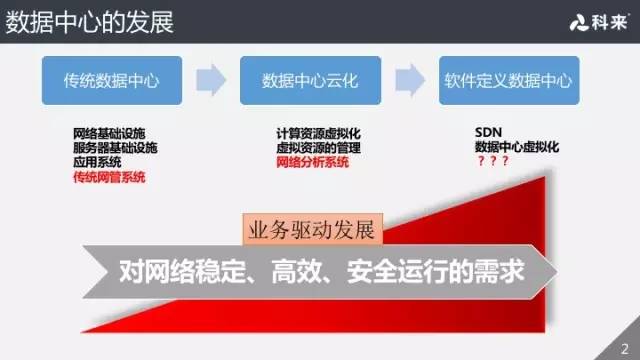 数据中心的发展
科来
传统数据中心
数据中心云化
软件定义数据中心
网络基础设施
服务器基础设施
应用系统
传统网管系统
计算资源虚拟化
虚拟资源的管理
网络分析系统
SDN
数据中心虚拟化
？？？
业务驱动发展
对网络稳定、高效、安全运行的需求
2